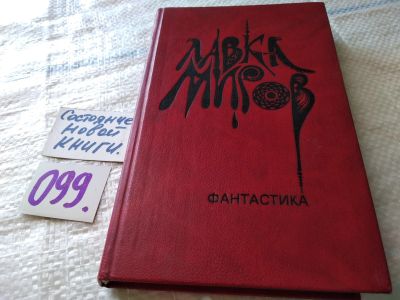 ЛАВКА
МИРОВ
ФАНТАСТИКА
Состояние
Новой
Книги.
099.